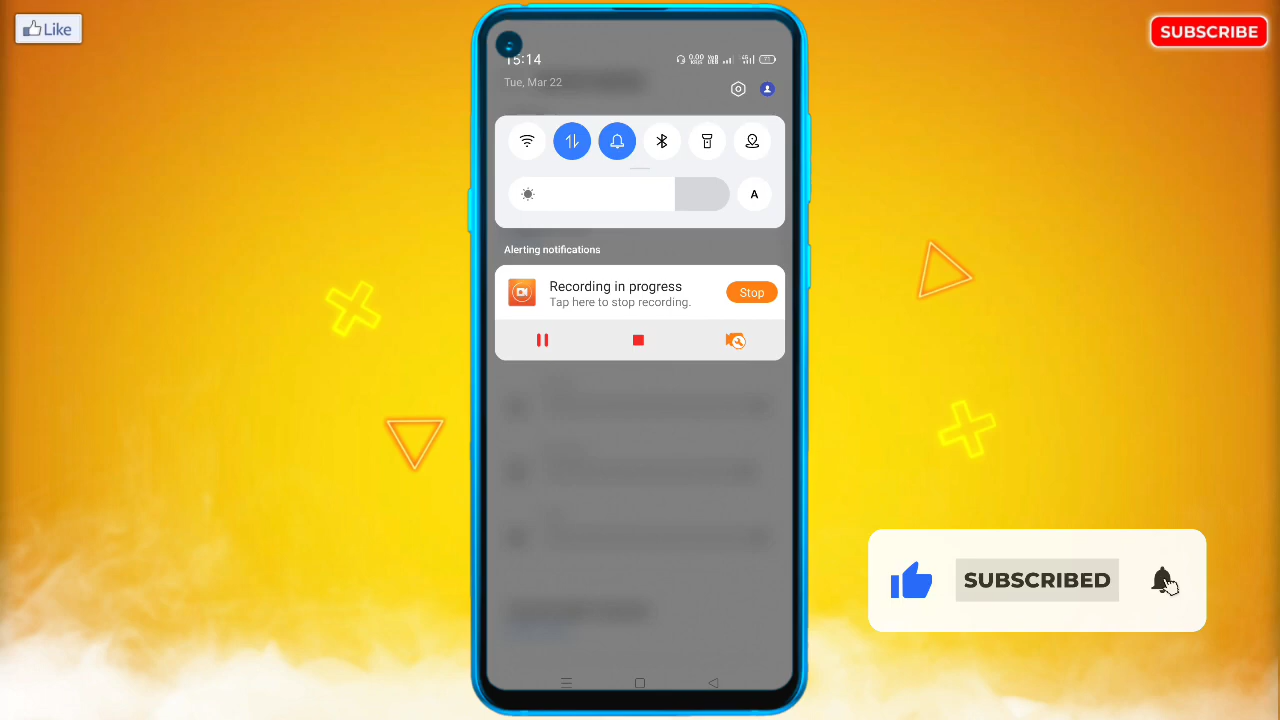 Like
SUBSCRIBE
15:14
Tue, Mar 22
Alerting notifications
Recording in progress
Tap here to stop recording.
Stop
A
SUBSCRIBED